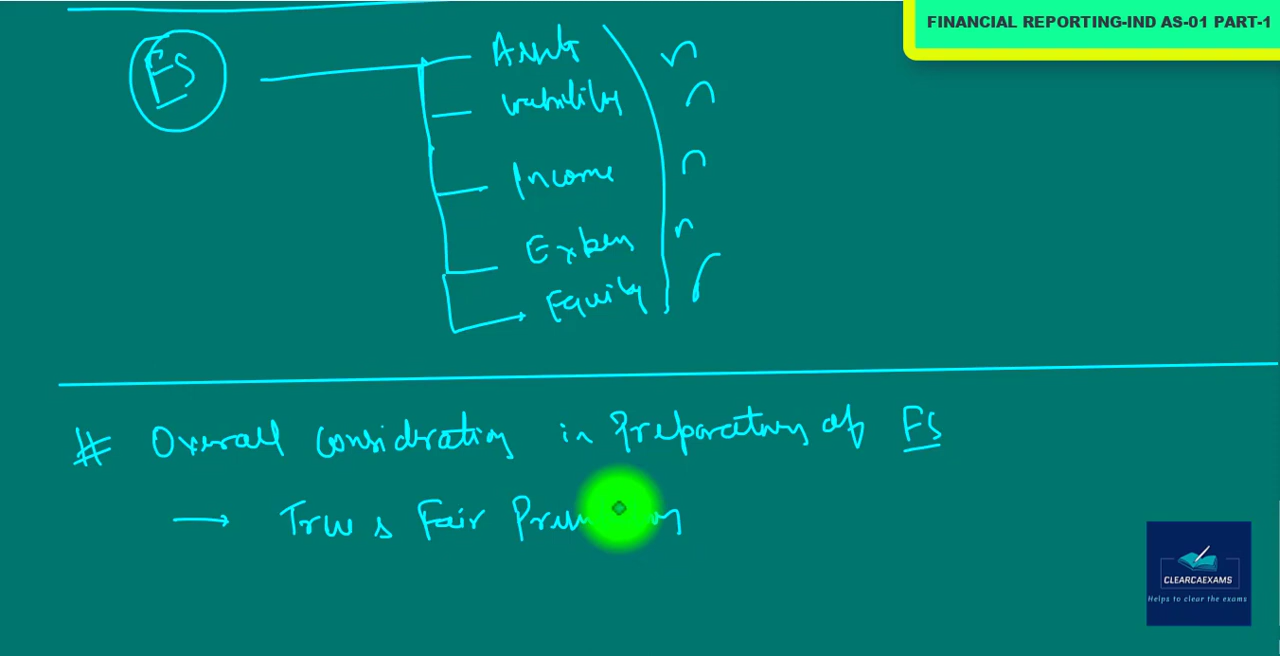 FINANCIAL REPORTING-IND AS-01 PART-1
FS
Asset
Liability
Income
Expen
Equity
# Overall Consideration in Preparation of FS
→ True & Fair
CLEARCAEXAMS
Helps to clear the exams